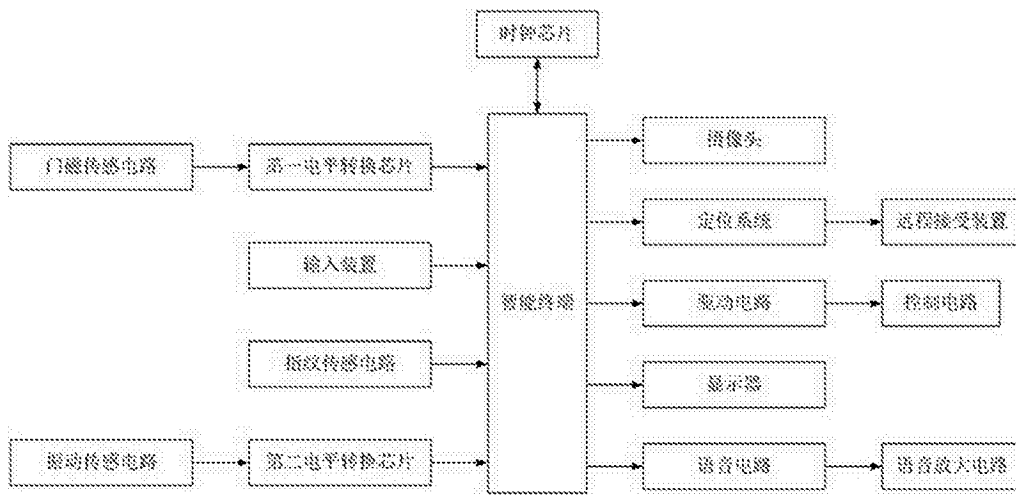 时钟芯片
门磁传感电路
第一电平转换芯片
摄像头
定位系统
远程接受装置
输入装置
智能终端
驱动电路
控制电路
指纹传感电路
显示器
振动传感电路
第二电平转换芯片
语音电路
语音放大电路